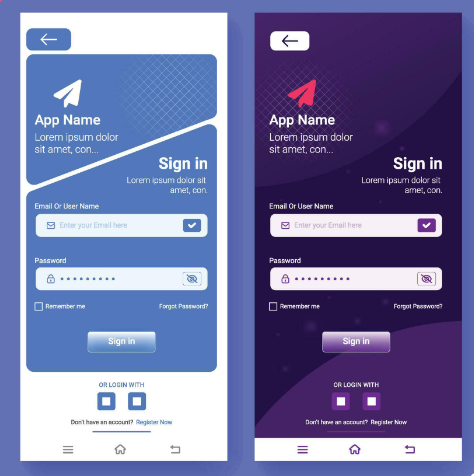 App Name
Lorem ipsum dolor
sit amet, con...
Sign in
Lorem ipsum dolor sit
amet, con.
Email Or User Name
Enter your Email here
Password
Remember me
Forgot Password?
Sign in
OR LOGIN WITH
Don't have an account? Register Now
App Name
Lorem ipsum dolor
sit amet, con...
Sign in
Lorem ipsum dolor sit
amet, con.
Email Or User Name
Enter your Email here
Password
Remember me
Forgot Password?
Sign in
OR LOGIN WITH
Don't have an account? Register Now